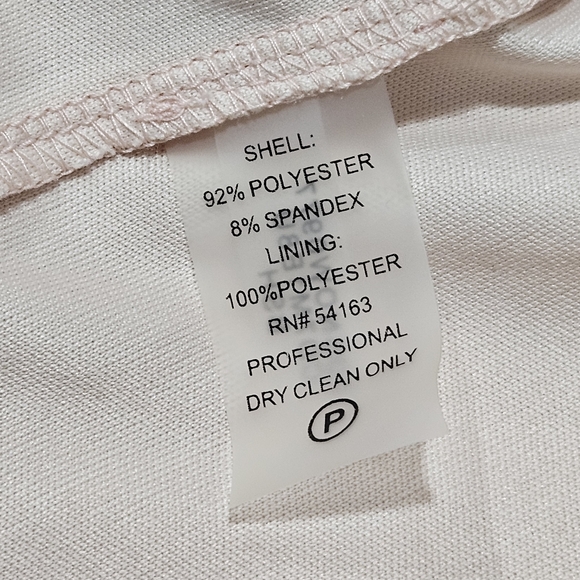 SHELL:
92% POLYESTER
8% SPANDEX
LINING:
100%POLYESTER
RN# 54163
PROFESSIONAL
DRY CLEAN ONLY
P